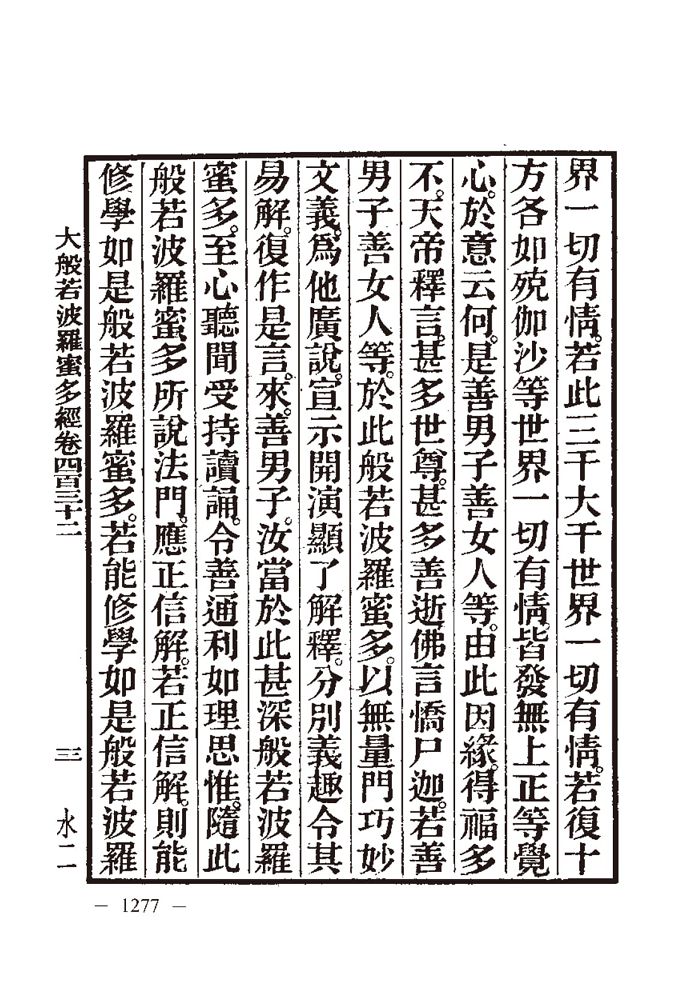 界一切有情。若此三千大千世界一切有情。若復十
方各如殑伽沙等世界一切有情。皆發無上正等覺
心。於意云何。是善男子善女人等。由此因緣。得福多
不。天帝釋言。甚多世尊。甚多善逝。佛言憍尸迦。若善
男子善女人等。於此般若波羅蜜多。以無量門巧妙
文義。爲他廣說。宣示開演顯了解釋。分別義趣令其
易解。復作是言。來。善男子。汝當於此甚深般若波羅
蜜多。至心聽聞受持讀誦。令善通利如理思惟。隨此
般若波羅蜜多所說法門。應正信解。若正信解。則能
修學如是般若波羅蜜多。若能修學如是般若波羅
大般若波羅蜜多經卷四百三十二 三 水二
— 1277 —